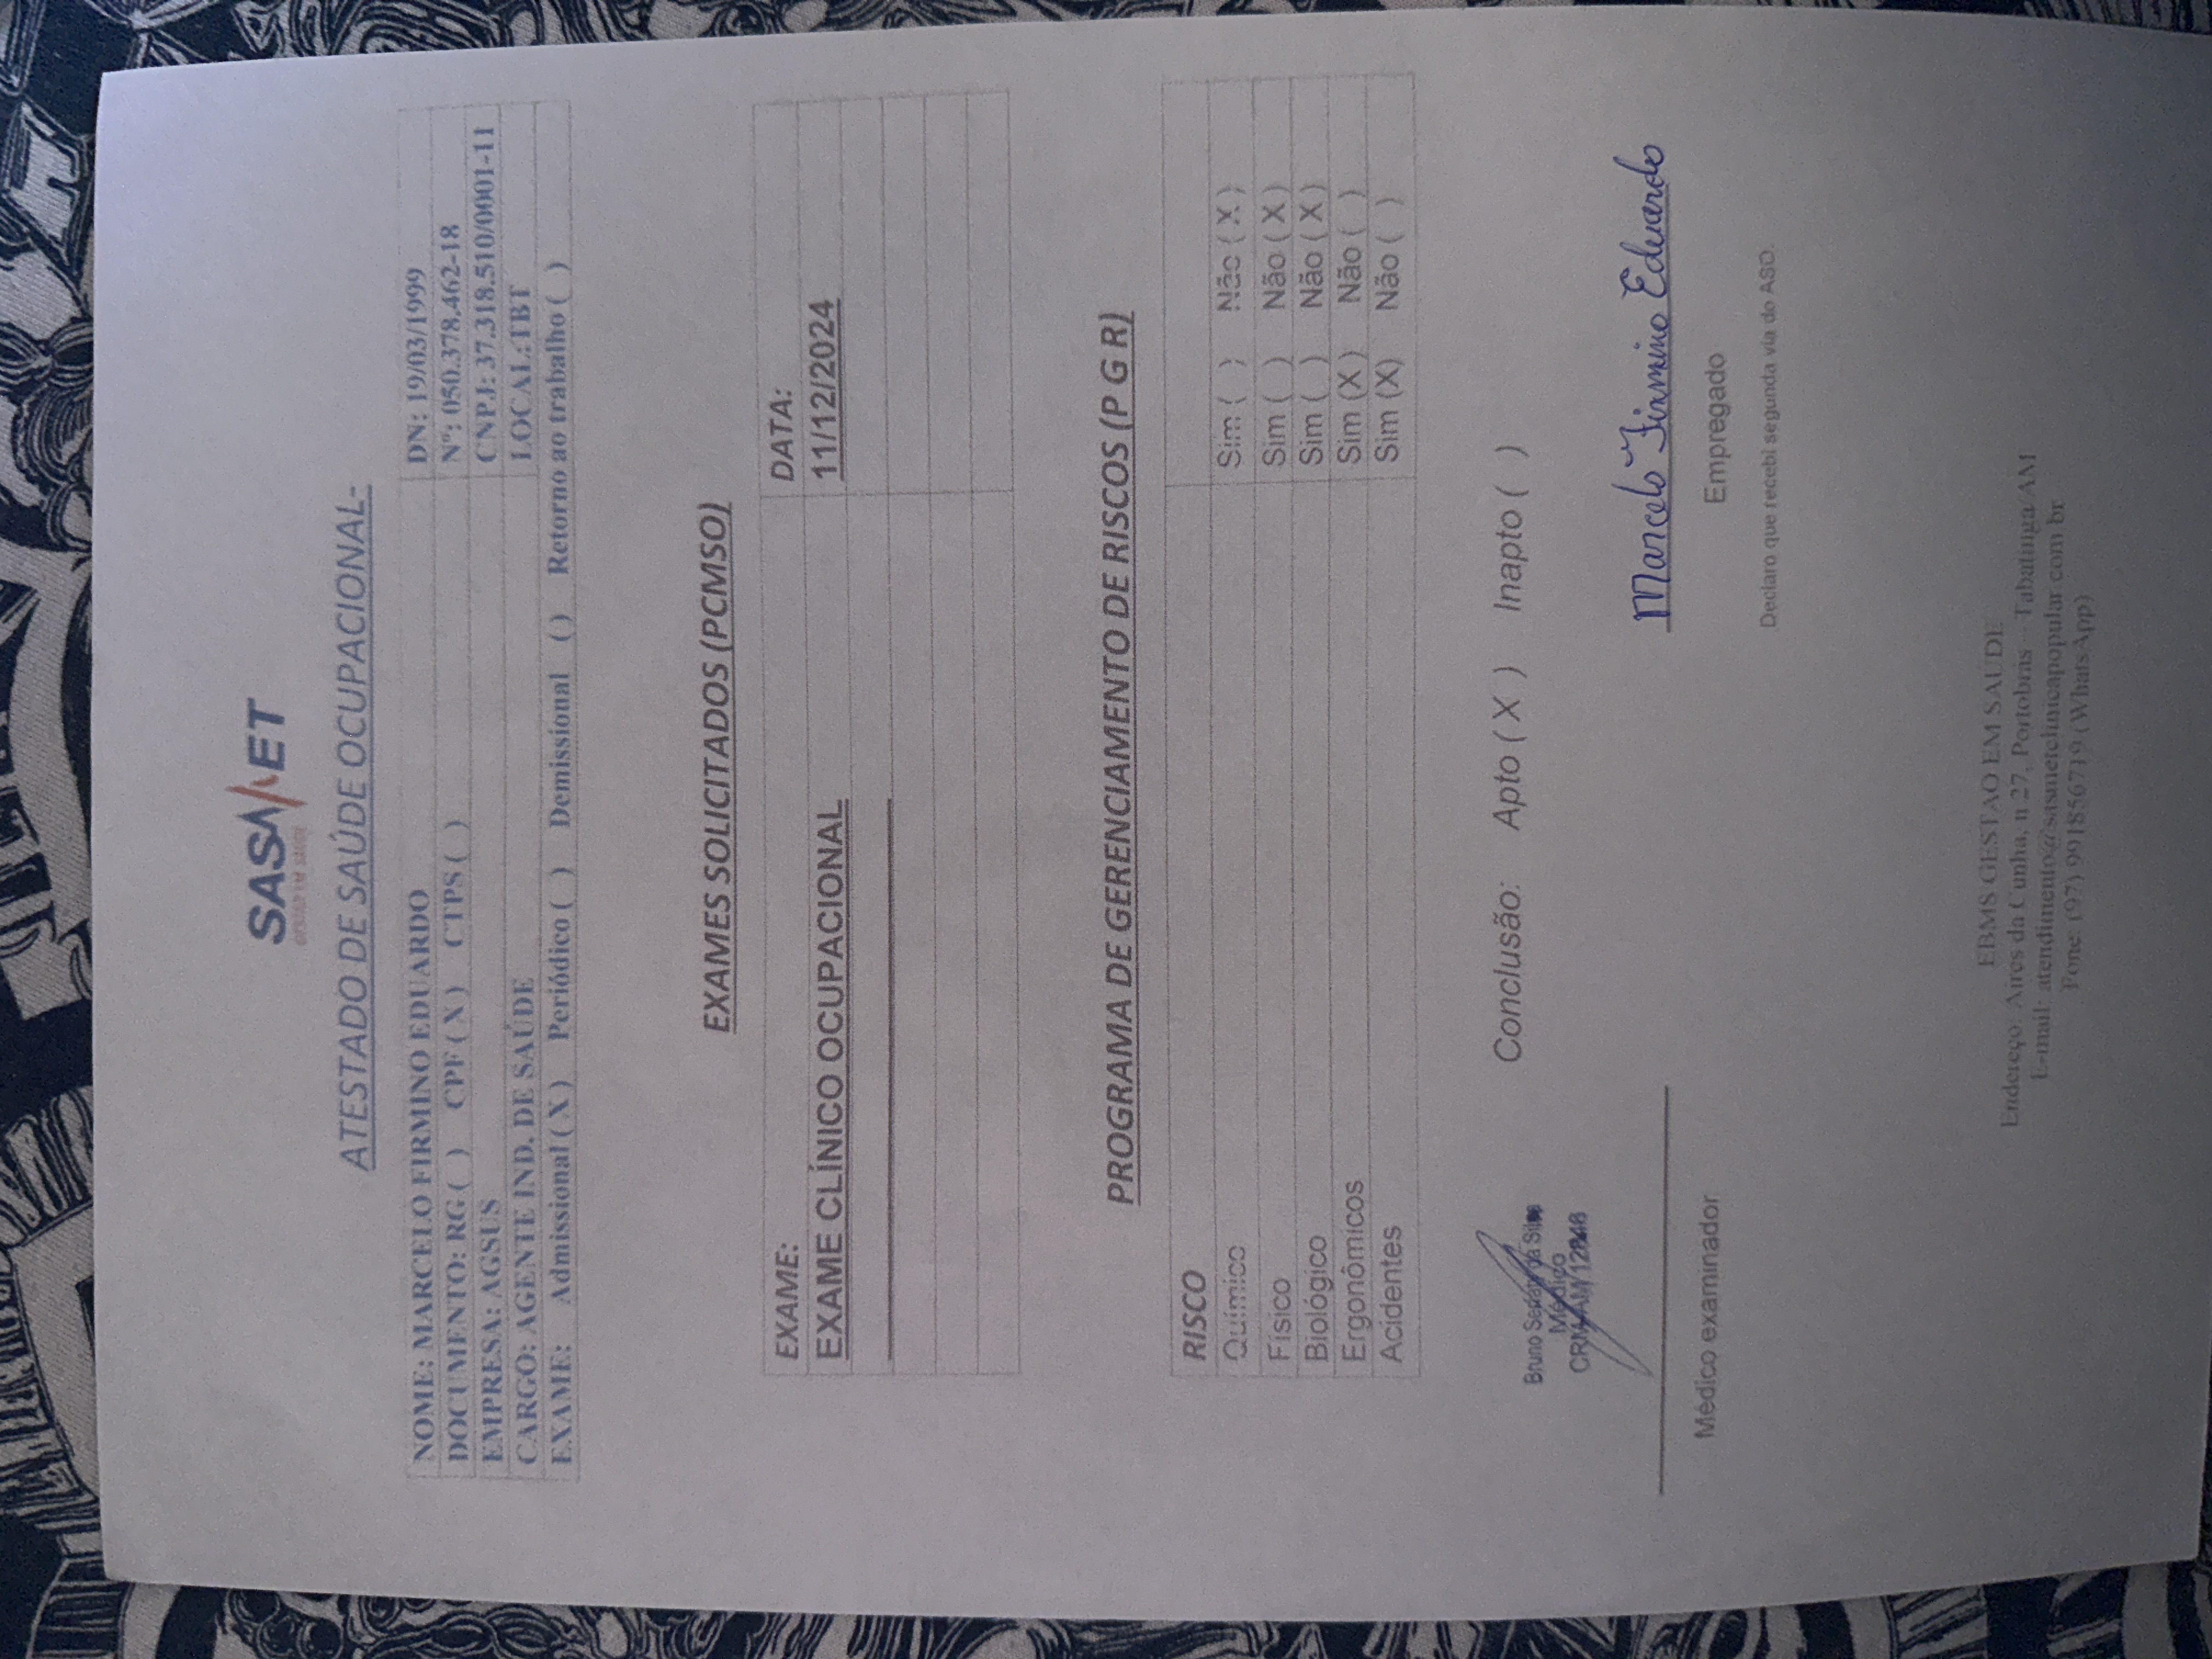 SASMET
GESTÃO EM SAÚDE
ATESTADO DE SAÚDE OCUPACIONAL-
NOME: MARCELO FIRMINO EDUARDO DN: 19/03/1999
DOCUMENTO: RG ( ) CPF ( X ) CTPS ( ) Nº: 050.378.462-18
EMPRESA: AGSUS CNPJ: 37.318.510/0001-11
CARGO: AGENTE IND. DE SAÚDE LOCAL:TBT
EXAME: Admissional ( X ) Periódico ( ) Demissional ( ) Retorno ao trabalho ( )
EXAMES SOLICITADOS (PCMSO)
EXAME: DATA:
EXAME CLÍNICO OCUPACIONAL 11/12/2024
PROGRAMA DE GERENCIAMENTO DE RISCOS (P G R)
RISCO
Químico Sim ( ) Não ( X )
Físico Sim ( ) Não ( X )
Biológico Sim ( ) Não ( X )
Ergonômicos Sim (X ) Não ( )
Acidentes Sim (X) Não ( )
Conclusão: Apto ( X ) Inapto ( )
Bruno da Silva
Médico
CRM-AM 12846
Marcelo Firmino Eduardo
Médico examinador
Empregado
Declaro que recebi segunda via do ASO.
EBMS GESTAO EM SAUDE
Endereço: Aires da Cunha, n 27, Portobrás – Tabatinga/AM
E-mail: atendimento@sasmetclinicapopular.com.br
Fone: (97) 991856719 (WhatsApp)